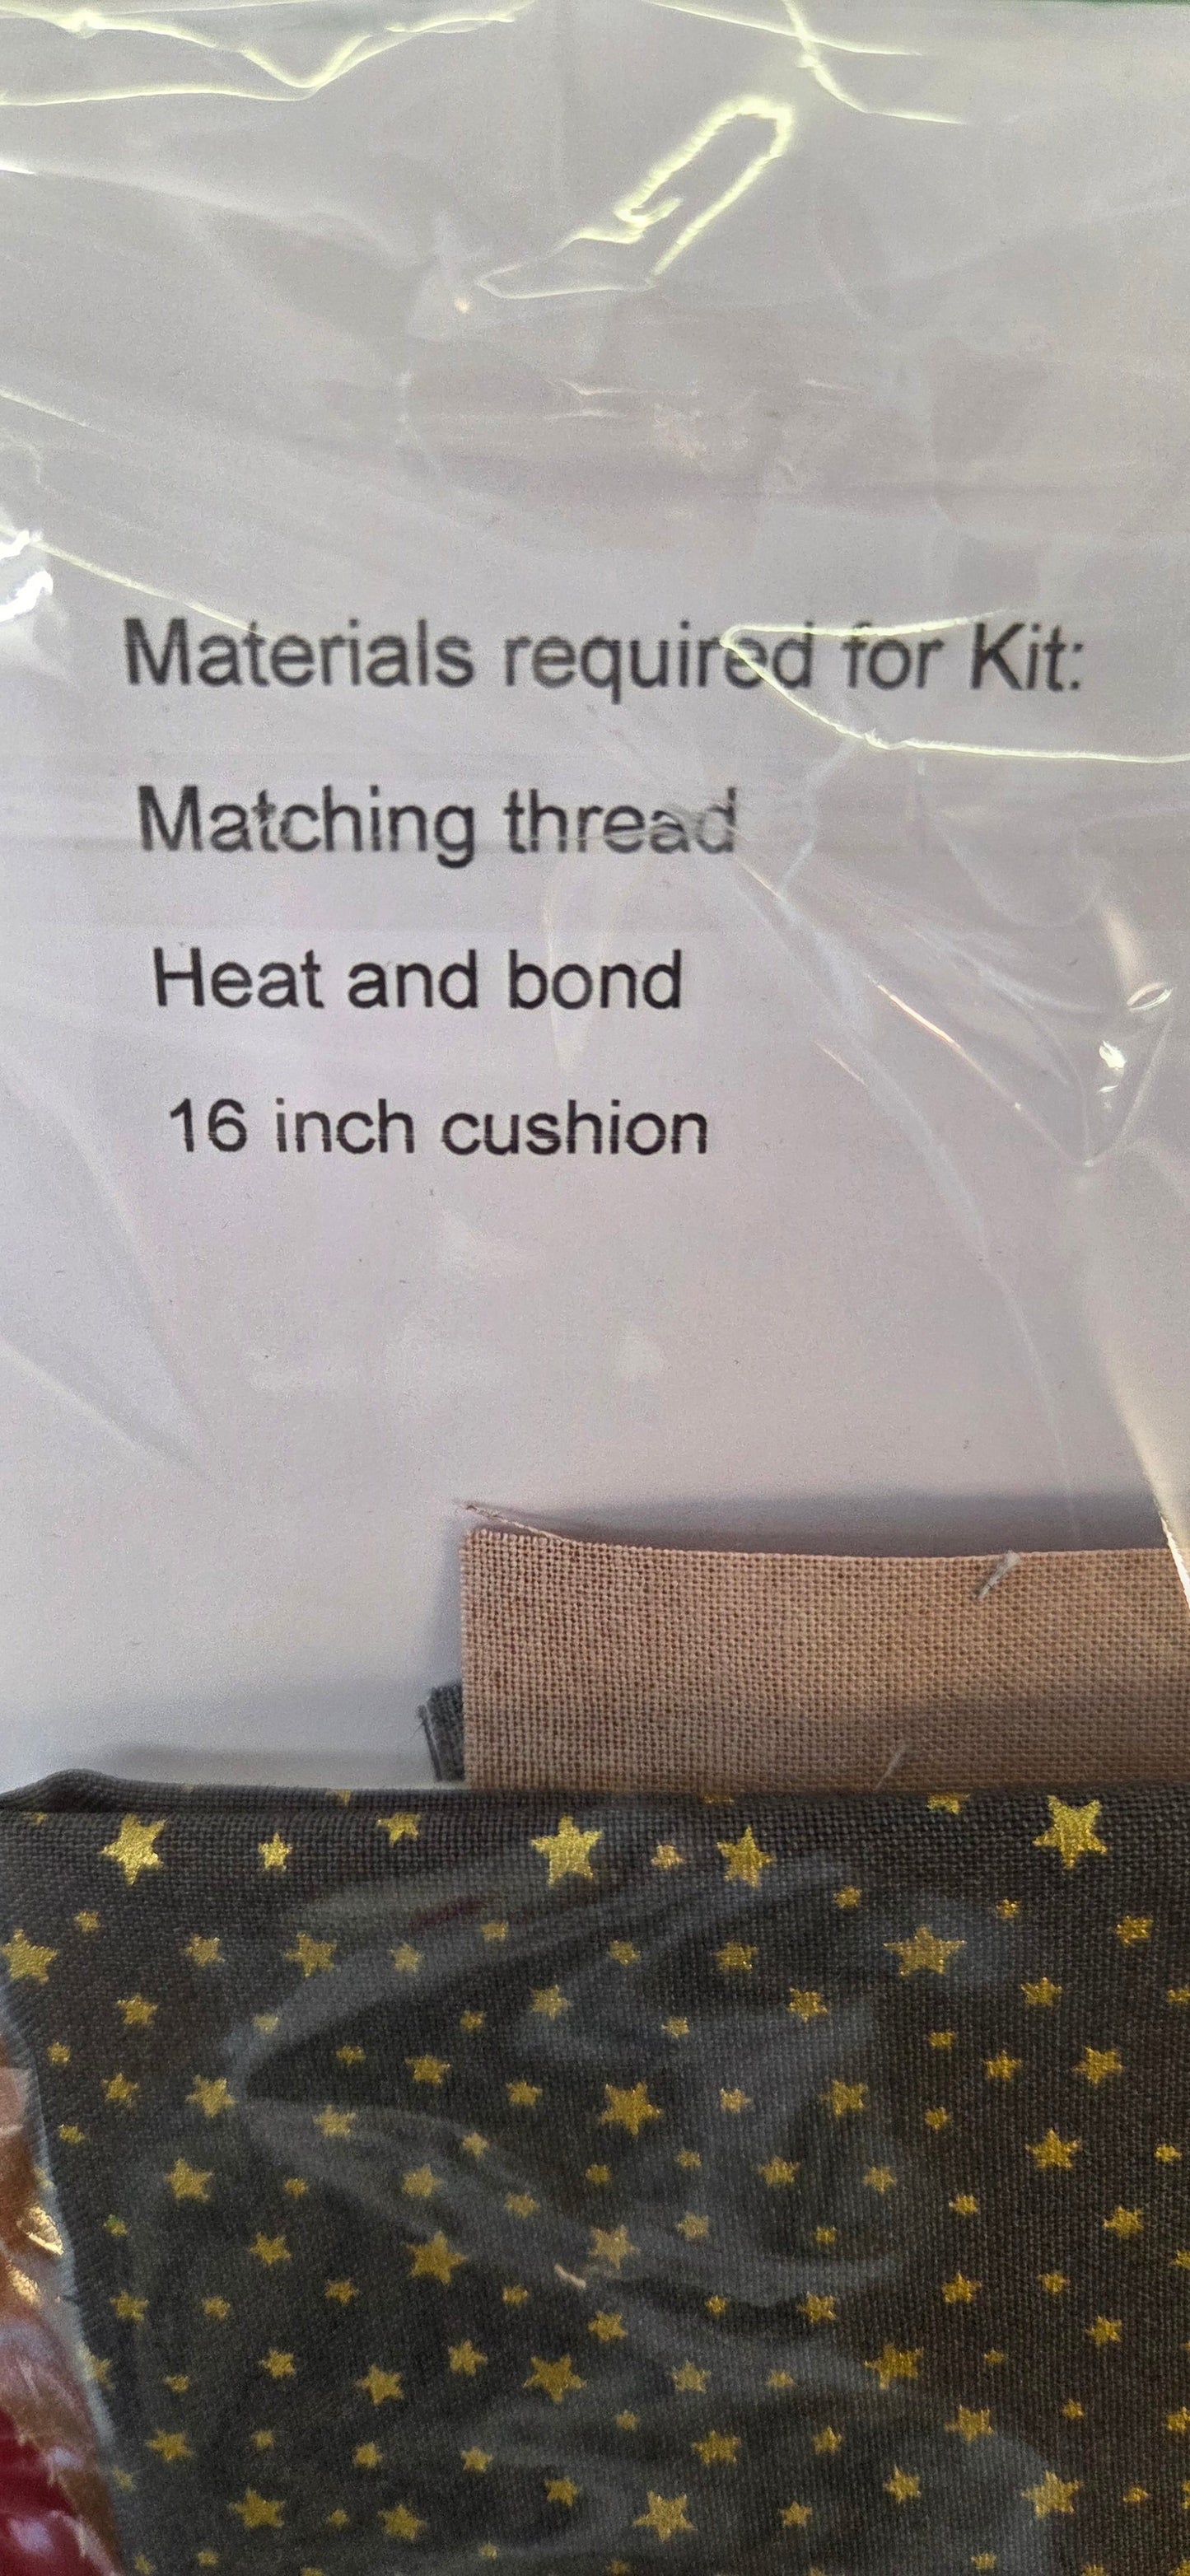 Materials required for Kit:
Matching thread
Heat and bond
16 inch cushion